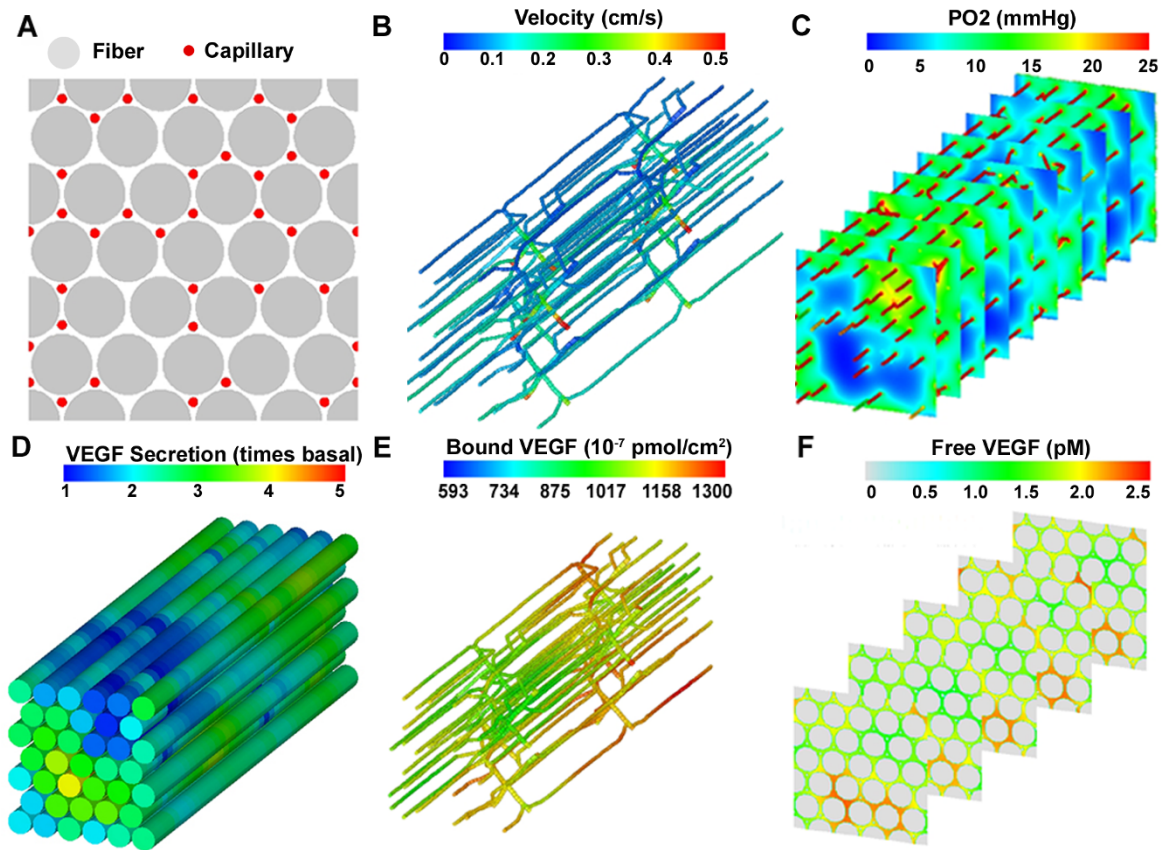 A
Fiber
Capillary
B
Velocity (cm/s)
0 0.1 0.2 0.3 0.4 0.5
C
PO2 (mmHg)
0 5 10 15 20 25
D
VEGF Secretion (times basal)
1 2 3 4 5
E
Bound VEGF (10⁻⁷ pmol/cm²)
593 734 875 1017 1158 1300
F
Free VEGF (pM)
0 0.5 1.0 1.5 2.0 2.5